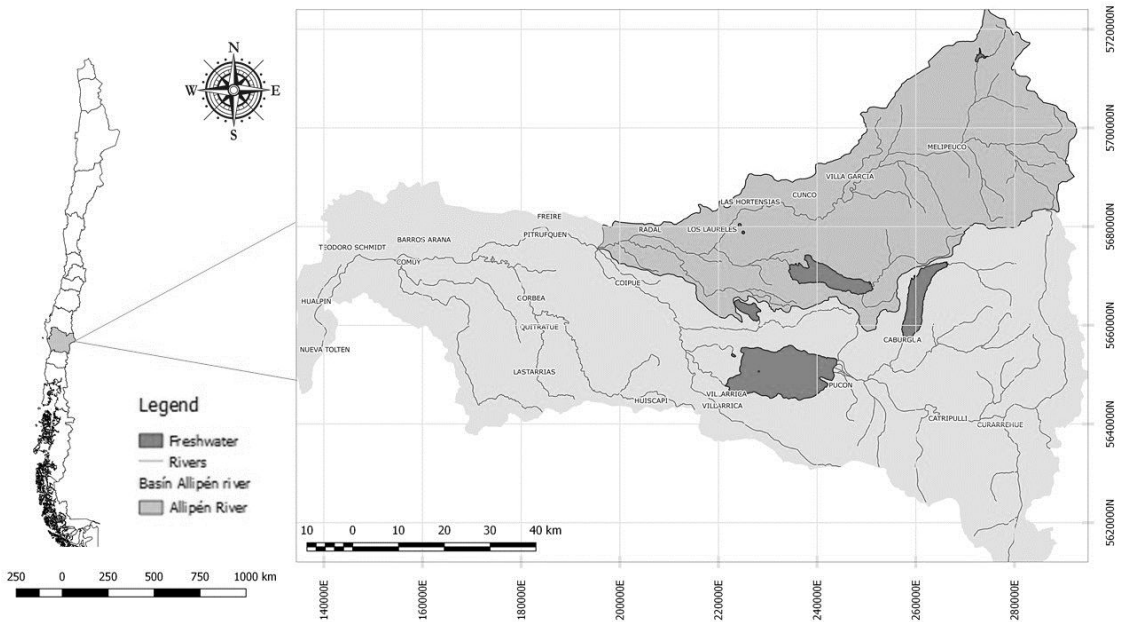 N
W
E
S
Legend
Freshwater
Rivers
Basín Allipén river
Allipén River
250 0 250 500 750 1000 km
MELIPEUCO
VILLA GARCÍA
CUNCO
LAS HORTENSIAS
FREIRE
RADAL
LOS LAURELES
PITRUFQUEN
BARROS ARANA
TEODORO SCHMIDT
COMUY
COIPUE
CORBEA
HUALPIN
QUITRATUE
CABURGLA
NUEVA TOLTEN
LASTARRIAS
PUCON
VILLARRICA
HUISCAPI
VILLARRICA
CATRIPULLI
CURARREHUE
10 0 10 20 30 40 km
5720000N
5700000N
5680000N
5660000N
5640000N
5620000N
140000E
160000E
180000E
200000E
220000E
240000E
260000E
280000E